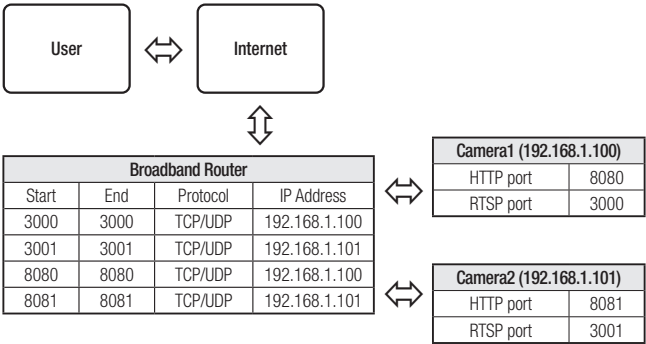 User
Internet
Broadband Router
Start End Protocol IP Address
3000 3000 TCP/UDP 192.168.1.100
3001 3001 TCP/UDP 192.168.1.101
8080 8080 TCP/UDP 192.168.1.100
8081 8081 TCP/UDP 192.168.1.101
Camera1 (192.168.1.100)
HTTP port 8080
RTSP port 3000
Camera2 (192.168.1.101)
HTTP port 8081
RTSP port 3001